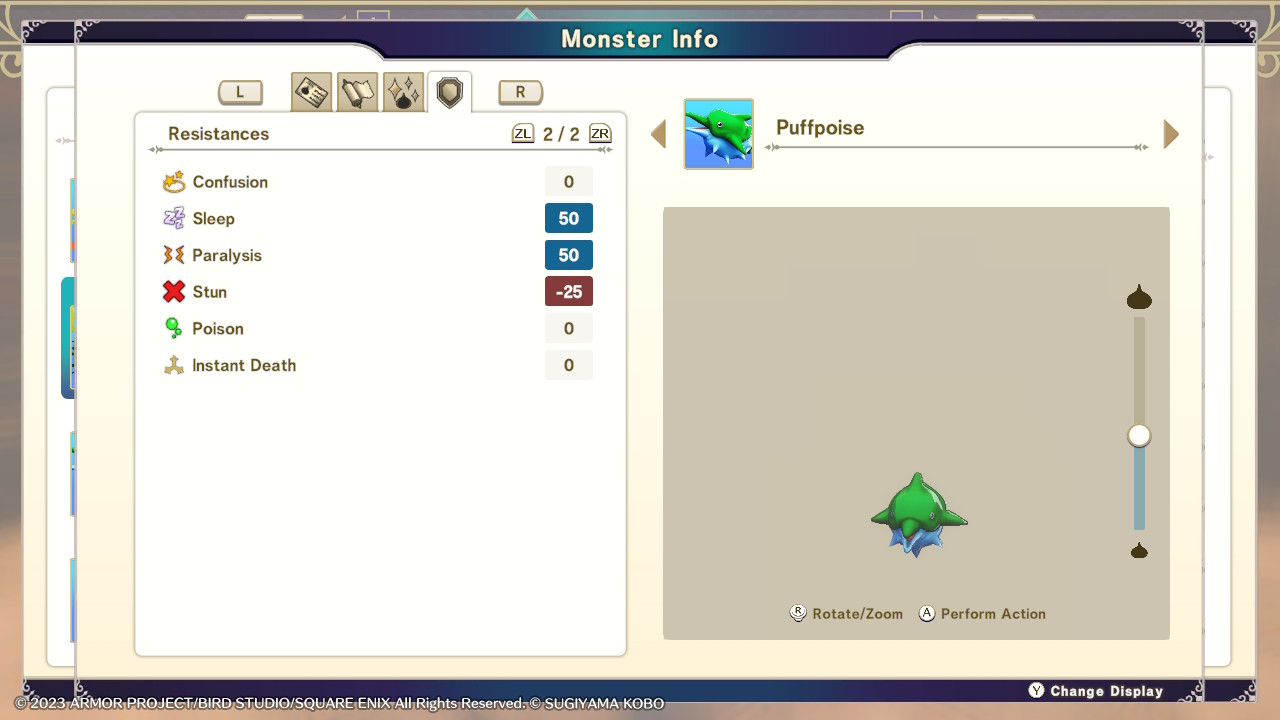 Monster Info
L
R
Resistances
ZL 2 / 2 ZR
Confusion 0
Sleep 50
Paralysis 50
Stun -25
Poison 0
Instant Death 0
Puffpoise
R Rotate/Zoom A Perform Action
Y Change Display
© 2023 ARMOR PROJECT/BIRD STUDIO/SQUARE ENIX All Rights Reserved. © SUGIYAMA KOBO